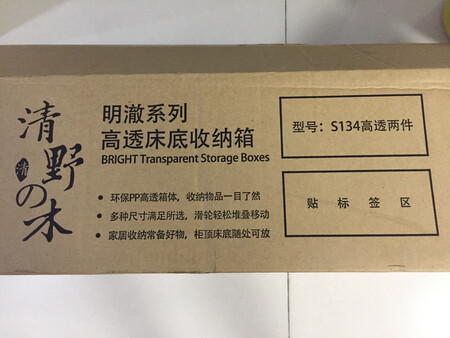 清野の木
清
明澈系列
高透床底收纳箱
BRIGHT Transparent Storage Boxes
• 环保PP高透箱体，收纳物品一目了然
• 多种尺寸满足所选，滑轮轻松堆叠移动
• 家居收纳常备好物，柜顶床底随处可放
型号：S134高透两件
贴 标 签 区